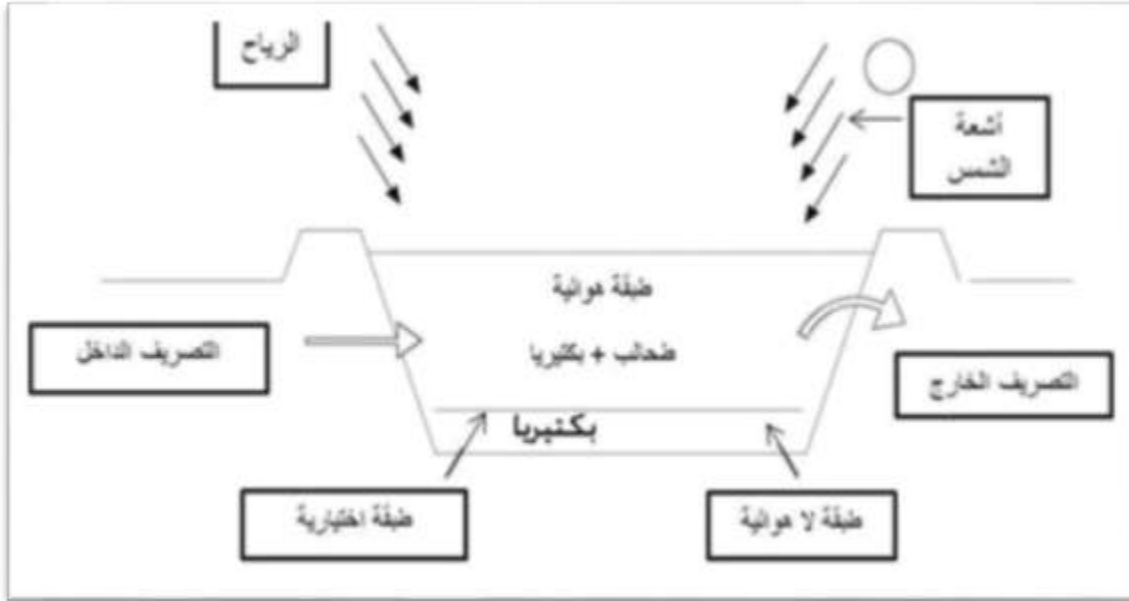 الرياح
أشعة
الشمس
طبقة هوائية
طحالب + بكتيريا
التصريف الداخل
التصريف الخارج
بكتيريا
طبقة اختيارية
طبقة لا هوائية